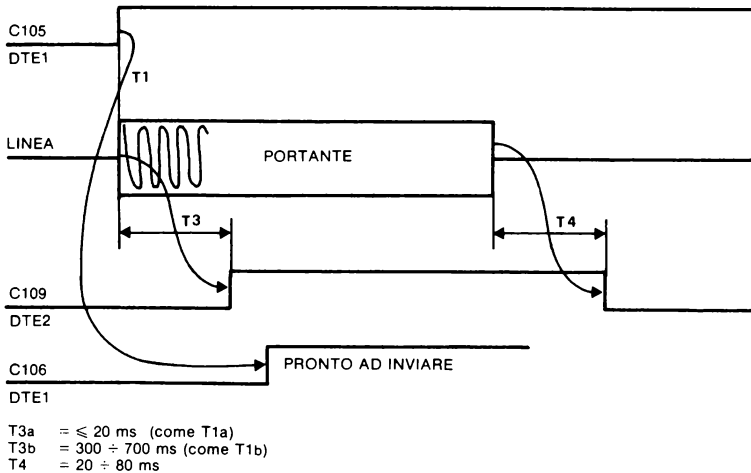 C105
DTE1
T1
LINEA
PORTANTE
T3
T4
C109
DTE2
C106
DTE1
PRONTO AD INVIARE
T3a = ≤ 20 ms (come T1a)
T3b = 300 ÷ 700 ms (come T1b)
T4 = 20 ÷ 80 ms